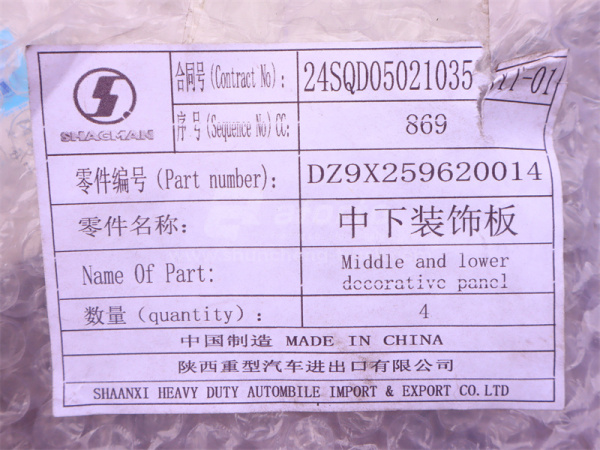 SHACMAN
合同号(Contract No): 24SQD05021035
序号(Sequence No)CC: 869
零件编号(Part number): DZ9X259620014
零件名称: 中下装饰板
Name Of Part: Middle and lower
decorative panel
数量(quantity): 4
中国制造 MADE IN CHINA
陕西重型汽车进出口有限公司
SHAANXI HEAVY DUTY AUTOMBILE IMPORT & EXPORT CO.LTD